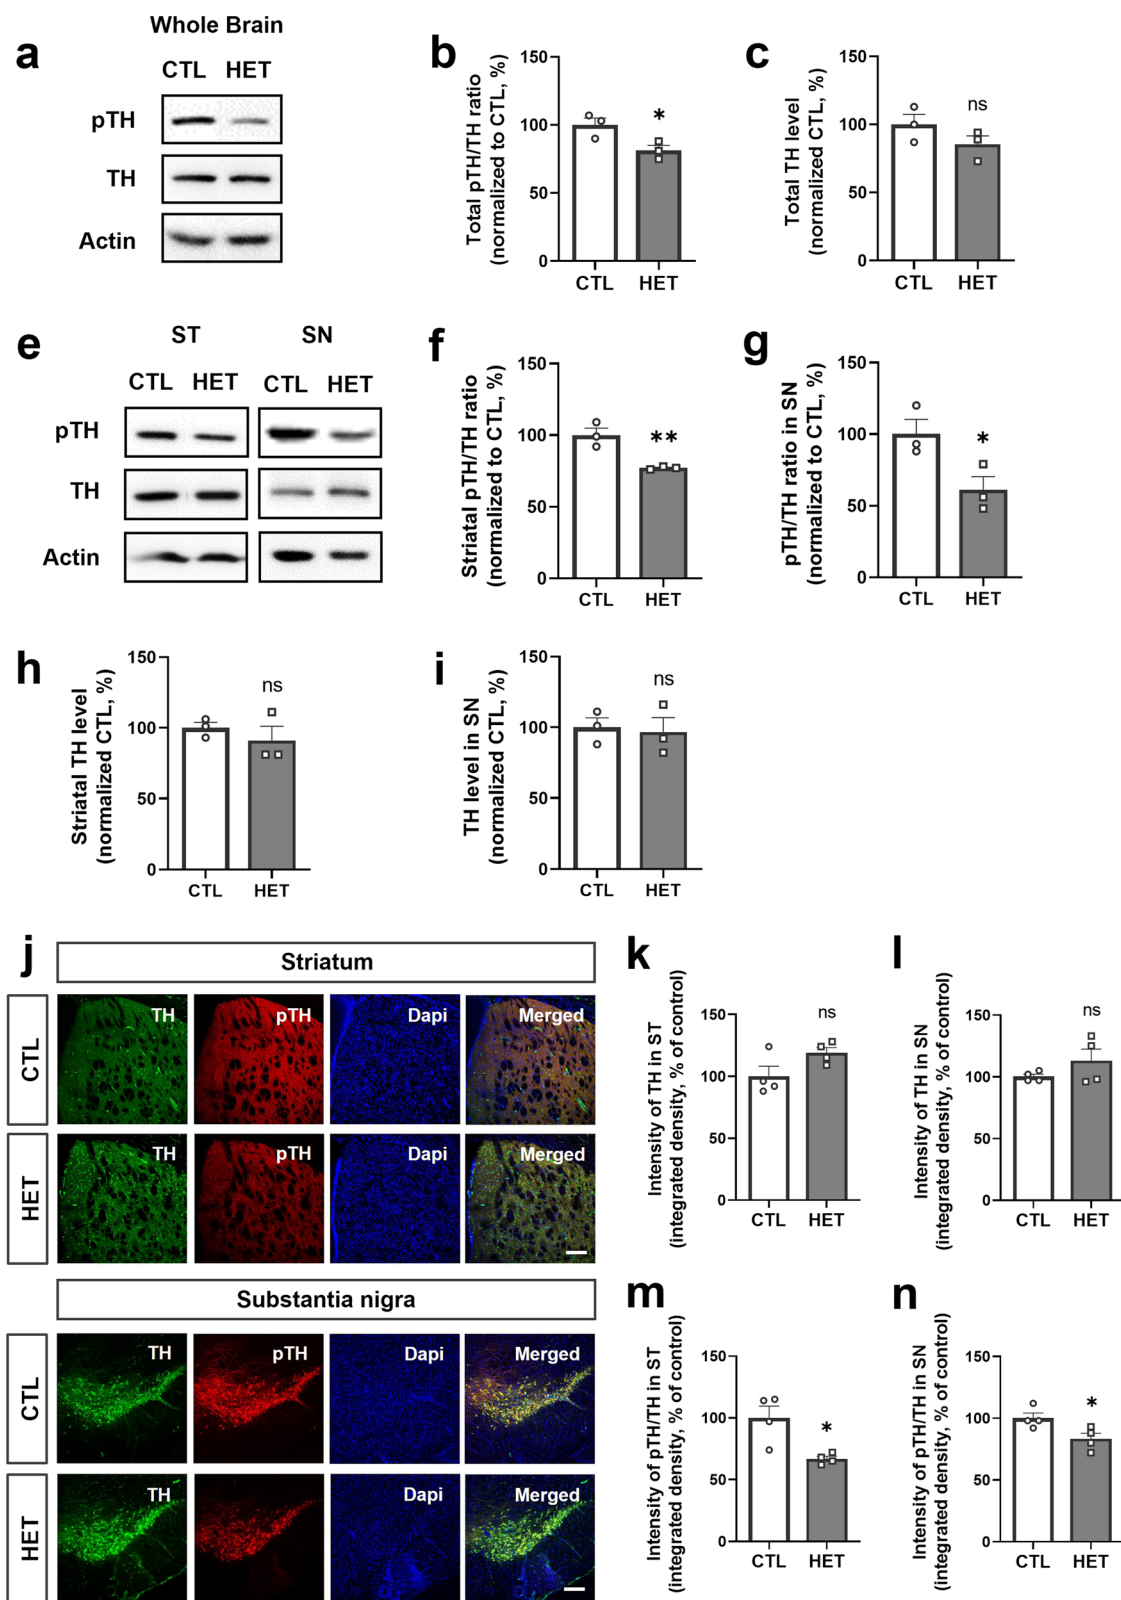 a
Whole Brain
CTL HET
pTH
TH
Actin
b
Total pTH/TH ratio
(normalized to CTL, %)
150
100
50
0
*
CTL HET
c
Total TH level
(normalized CTL, %)
150
100
50
0
ns
CTL HET
e
ST SN
CTL HET CTL HET
pTH
TH
Actin
f
Striatal pTH/TH ratio
(normalized to CTL, %)
150
100
50
0
**
CTL HET
g
pTH/TH ratio in SN
(normalized to CTL, %)
150
100
50
0
*
CTL HET
h
Striatal TH level
(normalized CTL, %)
150
100
50
0
ns
CTL HET
i
TH level in SN
(normalized CTL, %)
150
100
50
0
ns
CTL HET
j
Striatum
CTL
TH pTH Dapi Merged
HET
TH pTH Dapi Merged
Substantia nigra
CTL
TH pTH Dapi Merged
HET
TH pTH Dapi Merged
k
Intensity of TH in ST
(integrated density, % of control)
150
100
50
0
ns
CTL HET
l
Intensity of TH in SN
(integrated density, % of control)
150
100
50
0
ns
CTL HET
m
Intensity of pTH/TH in ST
(integrated density, % of control)
150
100
50
0
*
CTL HET
n
Intensity of pTH/TH in SN
(integrated density, % of control)
150
100
50
0
*
CTL HET